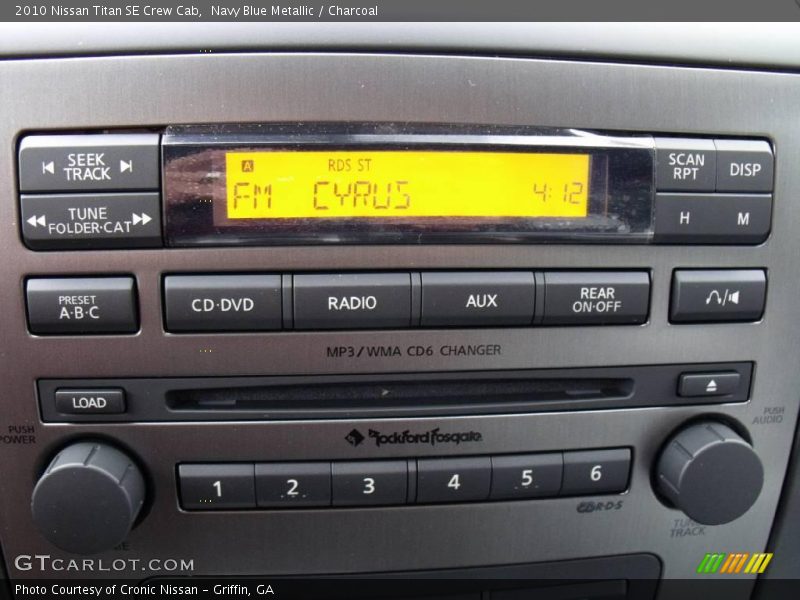 2010 Nissan Titan SE Crew Cab,  Navy Blue Metallic / Charcoal
SEEK
TRACK
A
RDS ST
SCAN
RPT
DISP
TUNE
FOLDER·CAT
FM CYRUS 4:12
H
M
PRESET
A·B·C
CD·DVD
RADIO
AUX
REAR
ON·OFF
MP3/WMA CD6 CHANGER
LOAD
PUSH
POWER
PUSH
AUDIO
Rockford Fosgate
1
2
3
4
5
6
R·D·S
TUNE
TRACK
GTCARLOT.COM
Photo Courtesy of Cronic Nissan – Griffin, GA